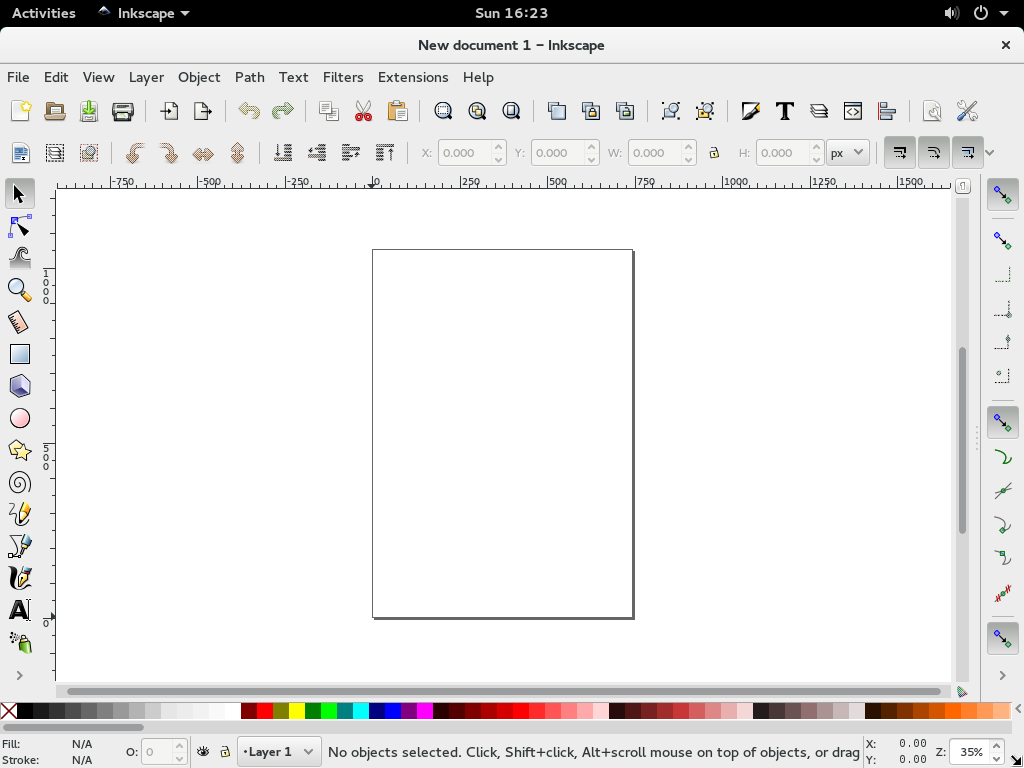 Activities Inkscape Sun 16:23
New document 1 – Inkscape
File Edit View Layer Object Path Text Filters Extensions Help
X: 0.000 Y: 0.000 W: 0.000 H: 0.000 px
-750 -500 -250 0 250 500 750 1000 1250 1500
1000
500
0
Fill: N/A
Stroke: N/A
O: 0
•Layer 1
No objects selected. Click, Shift+click, Alt+scroll mouse on top of objects, or drag
X: 0.00
Y: 0.00
Z: 35%